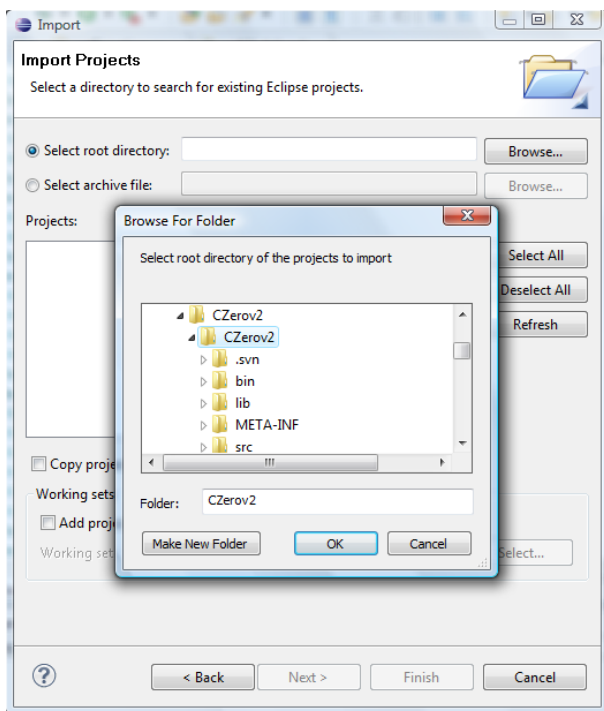 Import
Import Projects
Select a directory to search for existing Eclipse projects.
Select root directory:
Browse...
Select archive file:
Browse...
Projects:
Browse For Folder
Select root directory of the projects to import
CZerov2
CZerov2
.svn
bin
lib
META-INF
src
Folder: CZerov2
Make New Folder OK Cancel
Select All
Deselect All
Refresh
Copy proje
Working sets
Add proj
Working set
Select...
< Back Next > Finish Cancel